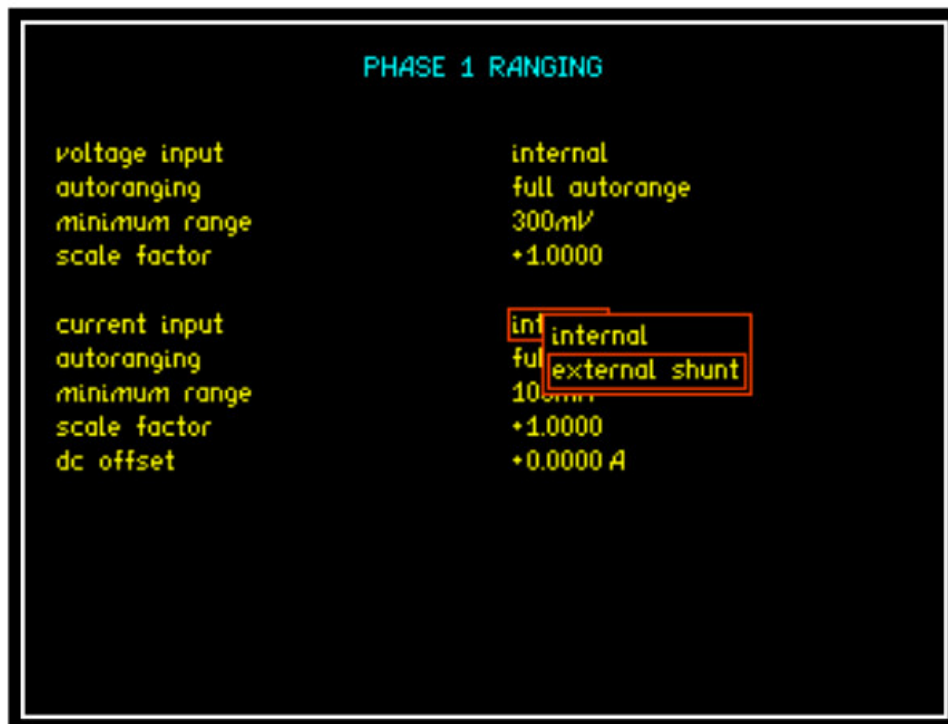 PHASE 1 RANGING
voltage input internal
autoranging full autorange
minimum range 300mV
scale factor +1.0000
current input
internal
autoranging
external shunt
minimum range
scale factor +1.0000
dc offset +0.0000 A